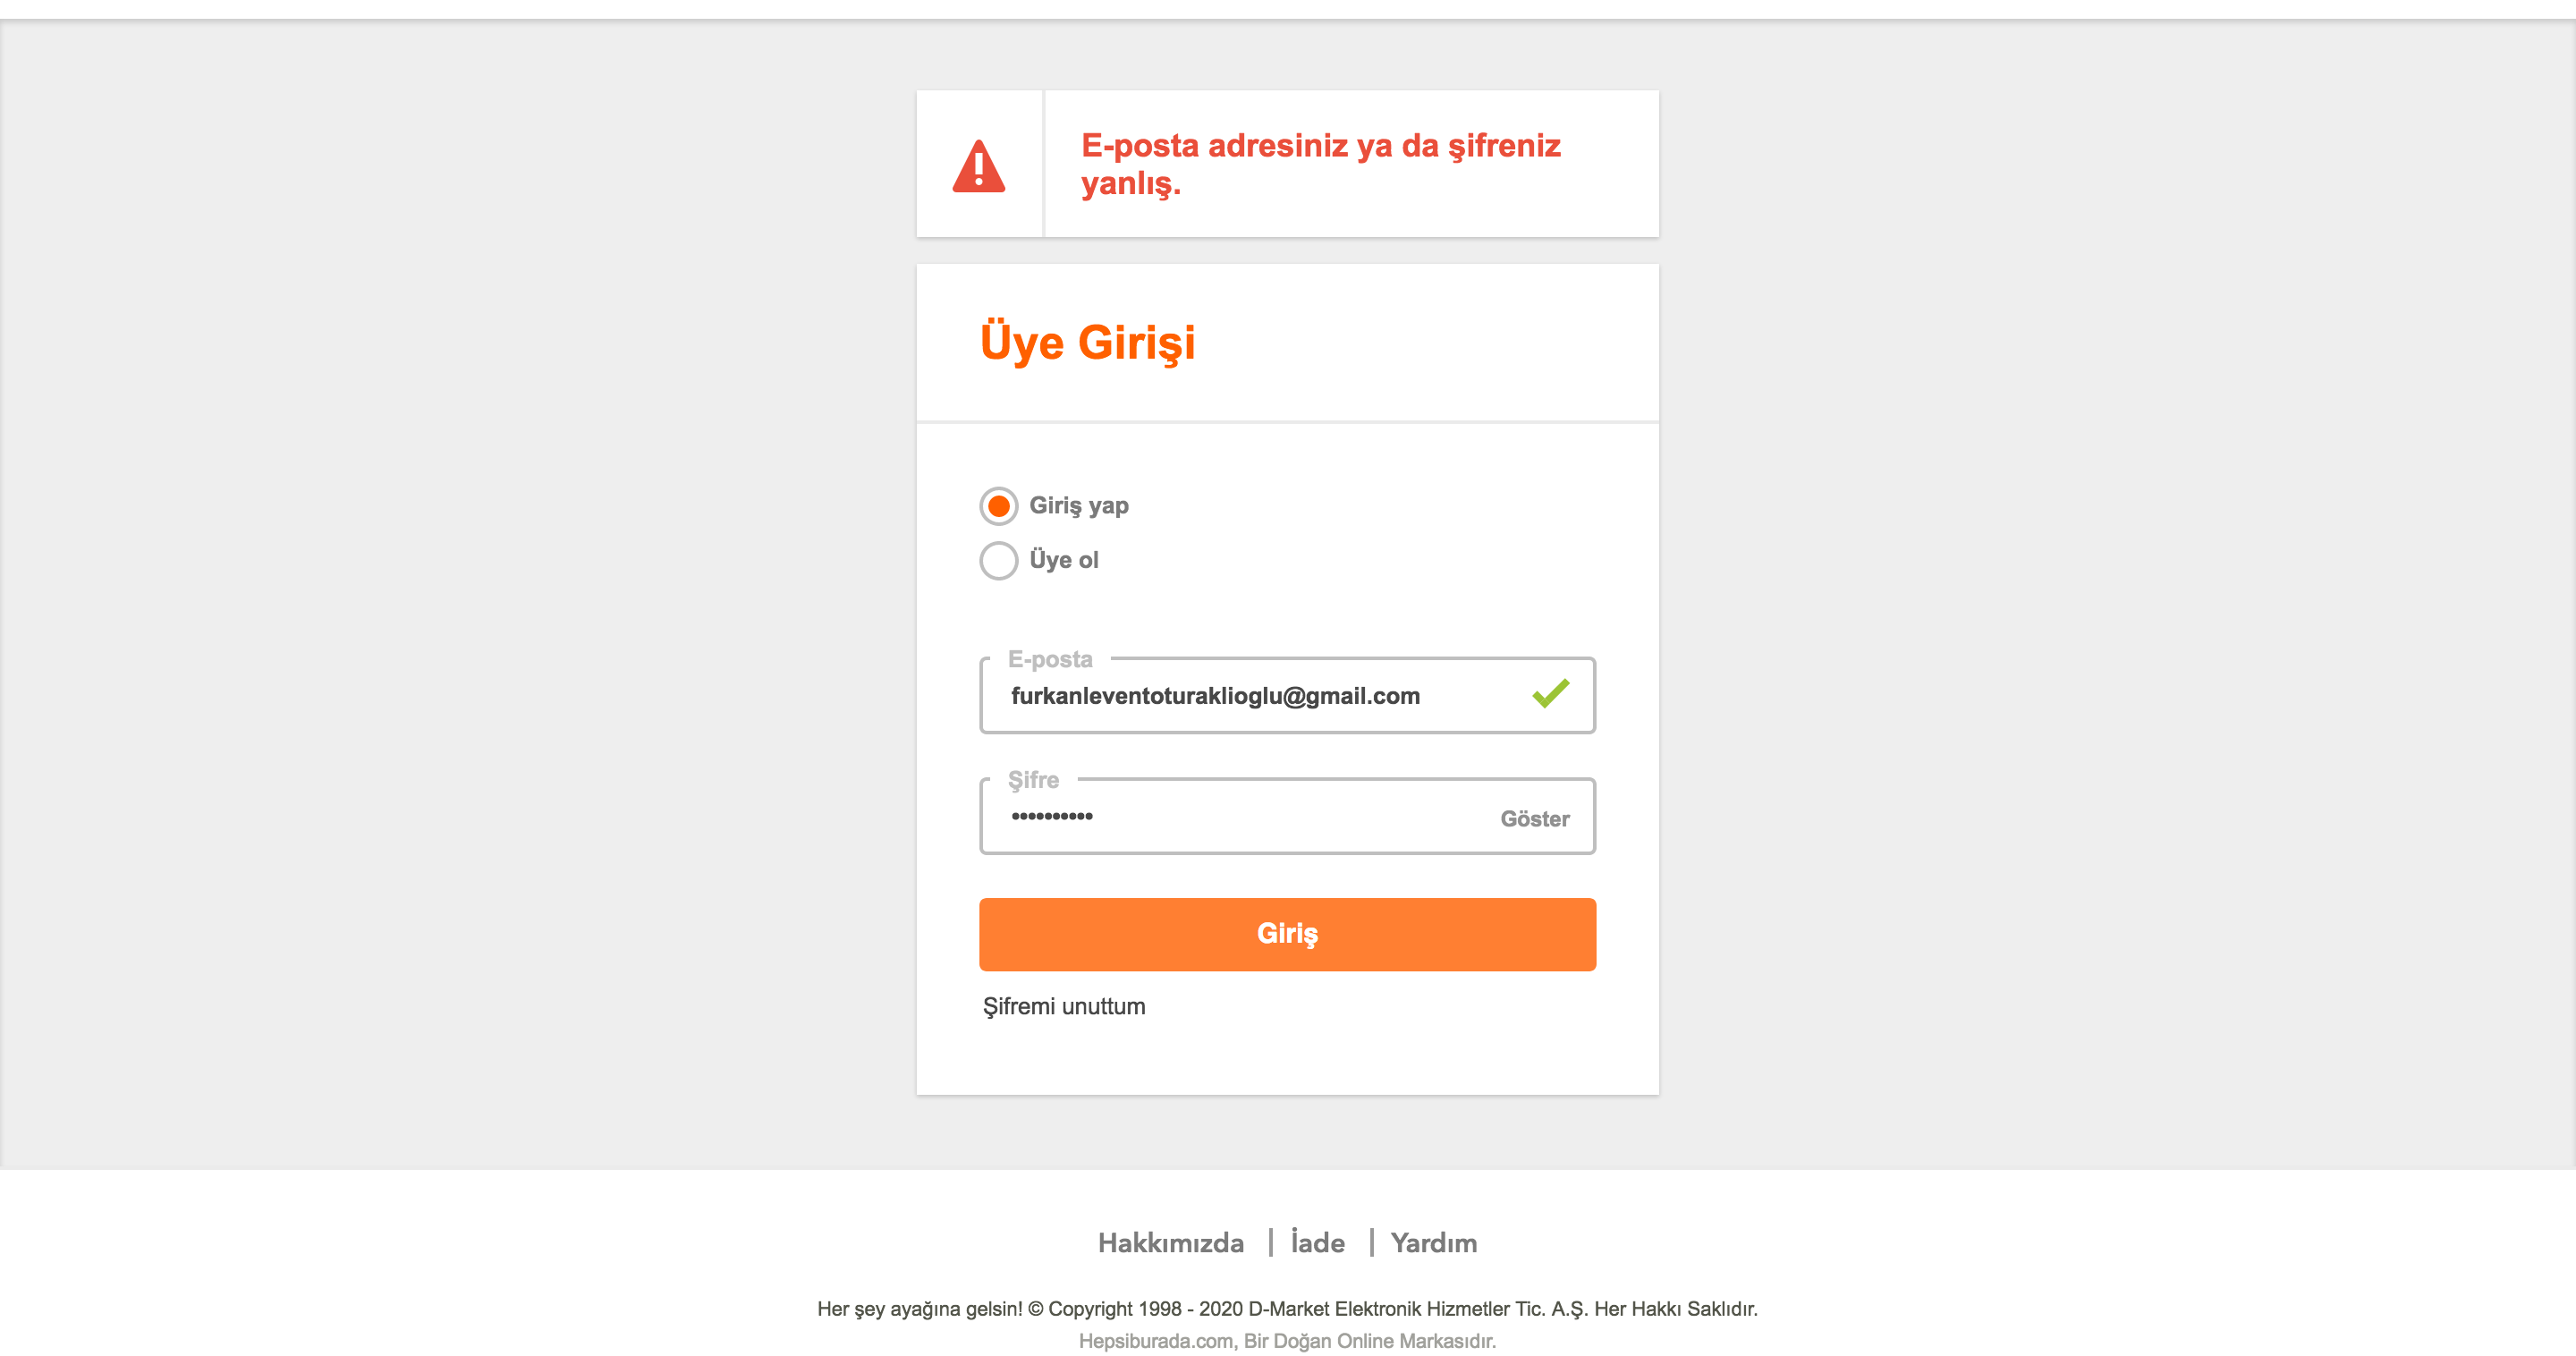 E-posta adresiniz ya da şifreniz
yanlış.
Üye Girişi
Giriş yap
Üye ol
E-posta
furkanleventoturaklioglu@gmail.com
Şifre
••••••••••
Göster
Giriş
Şifremi unuttum
Hakkımızda | İade | Yardım
Her şey ayağına gelsin! © Copyright 1998 - 2020 D-Market Elektronik Hizmetler Tic. A.Ş. Her Hakkı Saklıdır.
Hepsiburada.com, Bir Doğan Online Markasıdır.